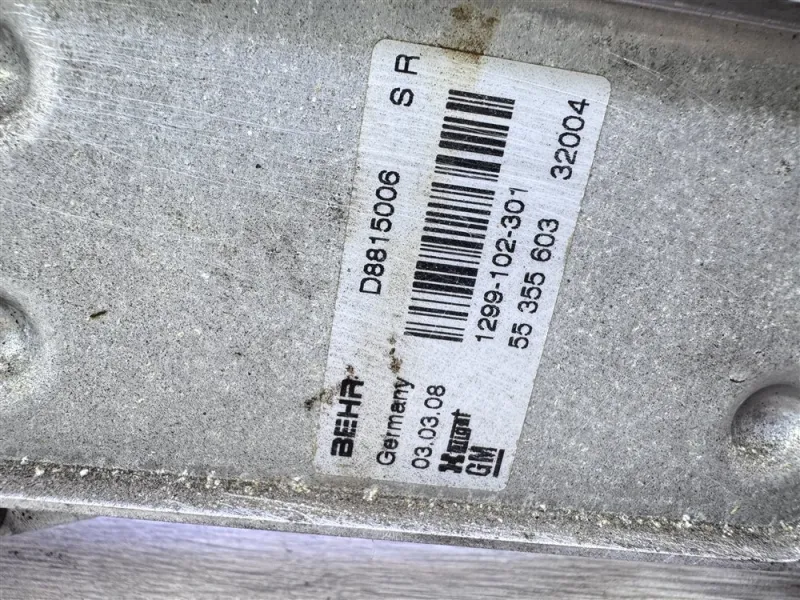 BEHR D8815006 S R
Germany
03.03.08
GM
1299-102-301
55 355 603 32004